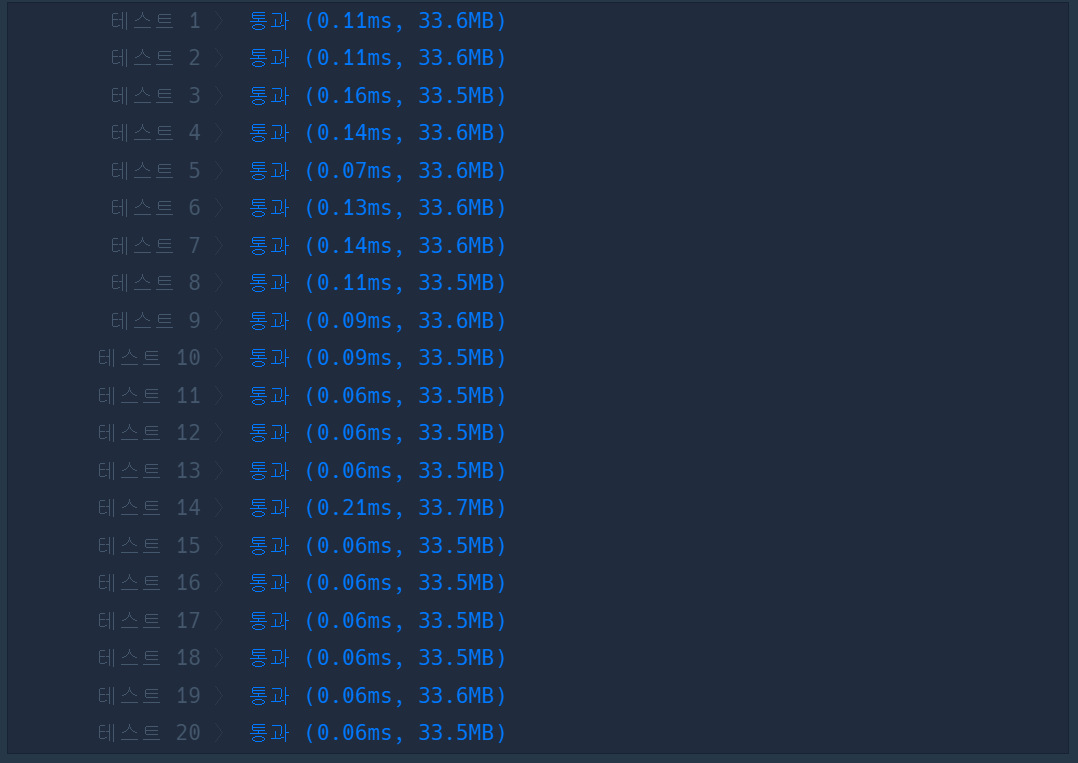 테스트 1 〉 통과 (0.11ms, 33.6MB)
테스트 2 〉 통과 (0.11ms, 33.6MB)
테스트 3 〉 통과 (0.16ms, 33.5MB)
테스트 4 〉 통과 (0.14ms, 33.6MB)
테스트 5 〉 통과 (0.07ms, 33.6MB)
테스트 6 〉 통과 (0.13ms, 33.6MB)
테스트 7 〉 통과 (0.14ms, 33.6MB)
테스트 8 〉 통과 (0.11ms, 33.5MB)
테스트 9 〉 통과 (0.09ms, 33.6MB)
테스트 10 〉 통과 (0.09ms, 33.5MB)
테스트 11 〉 통과 (0.06ms, 33.5MB)
테스트 12 〉 통과 (0.06ms, 33.5MB)
테스트 13 〉 통과 (0.06ms, 33.5MB)
테스트 14 〉 통과 (0.21ms, 33.7MB)
테스트 15 〉 통과 (0.06ms, 33.5MB)
테스트 16 〉 통과 (0.06ms, 33.5MB)
테스트 17 〉 통과 (0.06ms, 33.5MB)
테스트 18 〉 통과 (0.06ms, 33.5MB)
테스트 19 〉 통과 (0.06ms, 33.6MB)
테스트 20 〉 통과 (0.06ms, 33.5MB)